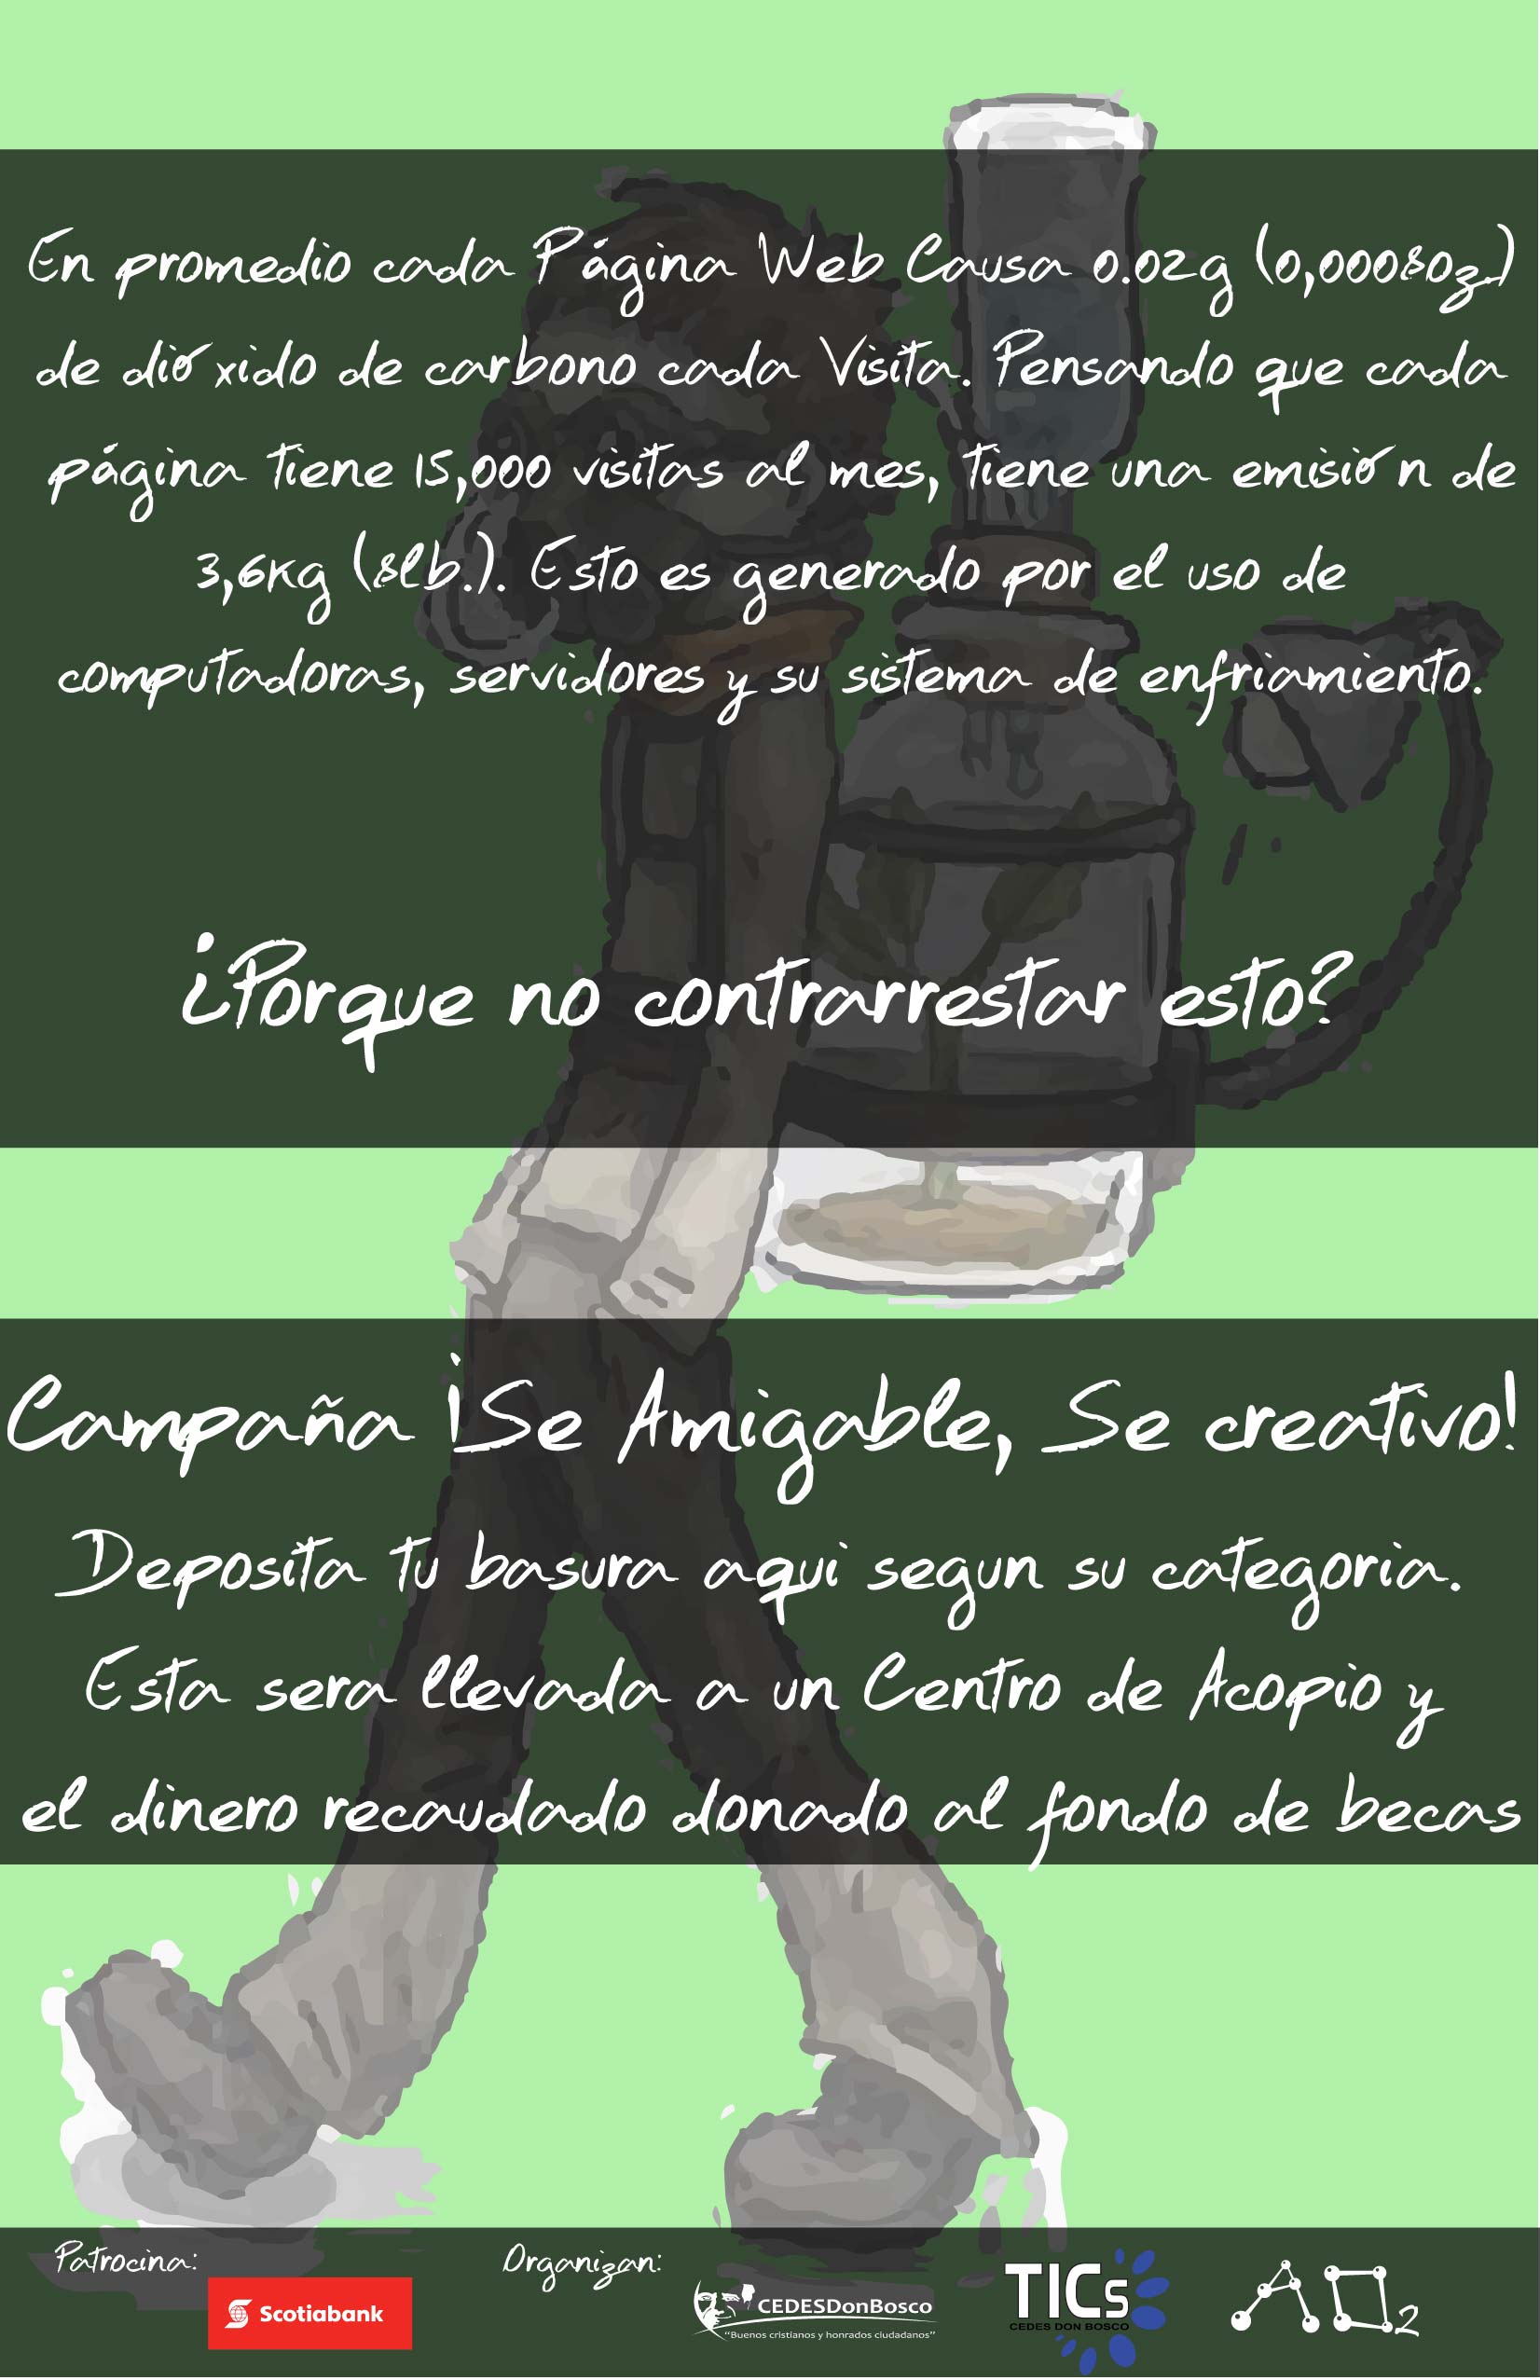 En promedio cada Página Web Causa 0.02g (0,0008oz.)
de dióxido de carbono cada Visita. Pensando que cada
página tiene 15,000 visitas al mes, tiene una emisión de
3,6Kg (8lb.). Esto es generado por el uso de
computadoras, servidores y su sistema de enfriamiento.
¿Porque no contrarrestar esto?
Campaña ¡Se Amigable, Se creativo!
Deposita tu basura aqui segun su categoria.
Esta sera llevada a un Centro de Acopio y
el dinero recaudado donado al fondo de becas
Patrocina:
Scotiabank
Organizan:
CEDESDonBosco
"Buenos cristianos y honrados ciudadanos"
TICs
CEDES DON BOSCO
AO2